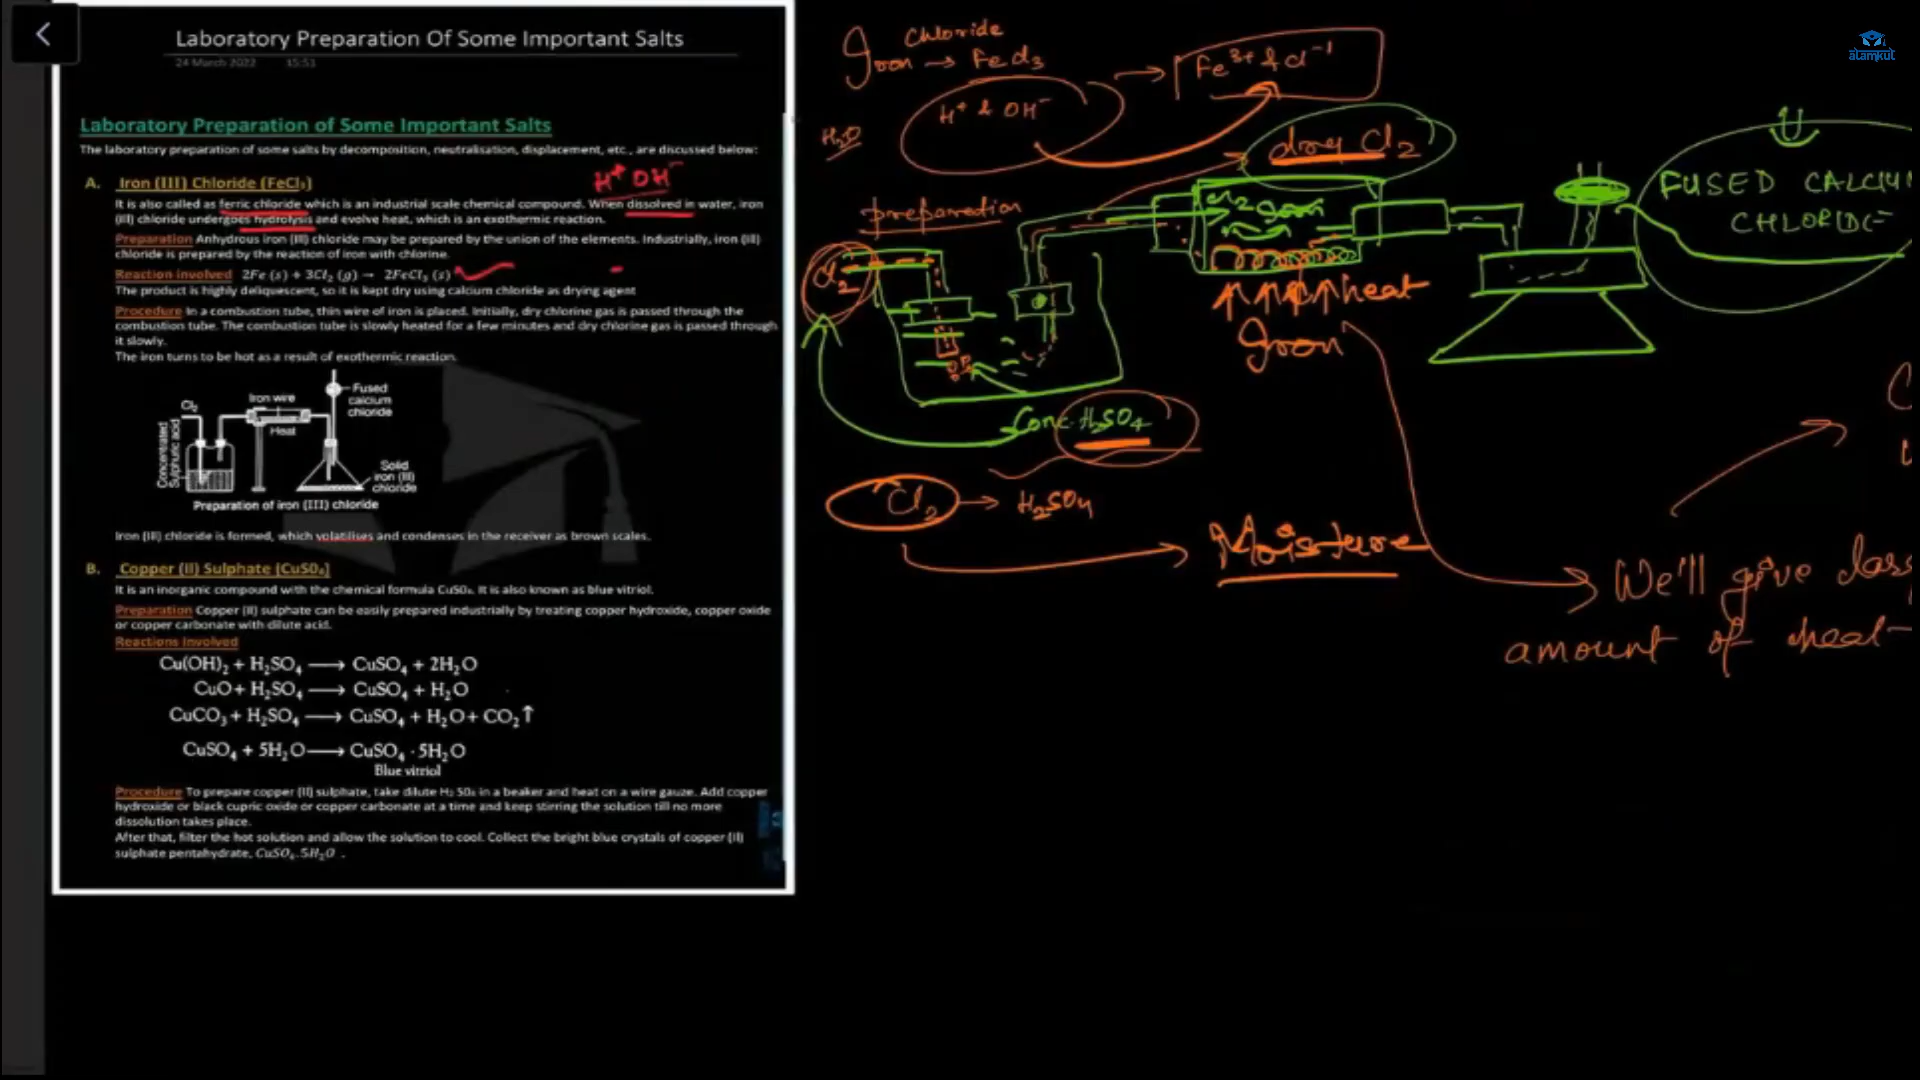 Laboratory Preparation Of Some Important Salts
24 March 2022 15:51
Laboratory Preparation of Some Important Salts
The laboratory preparation of some salts by decomposition, neutralisation, displacement, etc., are discussed below:
H⁺ OH⁻
A. Iron (III) Chloride (FeCl₃)
It is also called as ferric chloride which is an industrial scale chemical compound. When dissolved in water, iron
(III) chloride undergoes hydrolysis and evolve heat, which is an exothermic reaction.
Preparation Anhydrous iron (III) chloride may be prepared by the union of the elements. Industrially, iron (III)
chloride is prepared by the reaction of iron with chlorine.
Reaction involved 2Fe (s) + 3Cl₂ (g) → 2FeCl₃ (s)
The product is highly deliquescent, so it is kept dry using calcium chloride as drying agent
Procedure In a combustion tube, thin wire of iron is placed. Initially, dry chlorine gas is passed through the
combustion tube. The combustion tube is slowly heated for a few minutes and dry chlorine gas is passed through
it slowly.
The iron turns to be hot as a result of exothermic reaction.
Cl₂
Iron wire
Heat
Fused
calcium
chloride
Concentrated
Sulphuric acid
Solid
iron (III)
chloride
Preparation of iron (III) chloride
Iron (III) chloride is formed, which volatilises and condenses in the receiver as brown scales.
B. Copper (II) Sulphate (CuSO₄)
It is an inorganic compound with the chemical formula CuSO₄. It is also known as blue vitriol.
Preparation Copper (II) sulphate can be easily prepared industrially by treating copper hydroxide, copper oxide
or copper carbonate with dilute acid.
Reactions Involved
Cu(OH)₂ + H₂SO₄ ⟶ CuSO₄ + 2H₂O
CuO + H₂SO₄ ⟶ CuSO₄ + H₂O
CuCO₃ + H₂SO₄ ⟶ CuSO₄ + H₂O + CO₂↑
CuSO₄ + 5H₂O ⟶ CuSO₄ · 5H₂O
Blue vitriol
Procedure To prepare copper (II) sulphate, take dilute H₂ SO₄ in a beaker and heat on a wire gauze. Add copper
hydroxide or black cupric oxide or copper carbonate at a time and keep stirring the solution till no more
dissolution takes place.
After that, filter the hot solution and allow the solution to cool. Collect the bright blue crystals of copper (II)
sulphate pentahydrate, CuSO₄.5H₂O .
chloride
Iron → FeCl₃
→ Fe³⁺ & Cl⁻¹
H⁺ & OH⁻
H₂O
dry Cl₂
preparation
Cl₂
Cl₂ Iron
↑↑↑↑ heat
Iron
FUSED CALCIUM
CHLORIDE
Conc. H₂SO₄
Cl₂ → H₂SO₄
Moisture
We'll give
amount of heat
alamkut